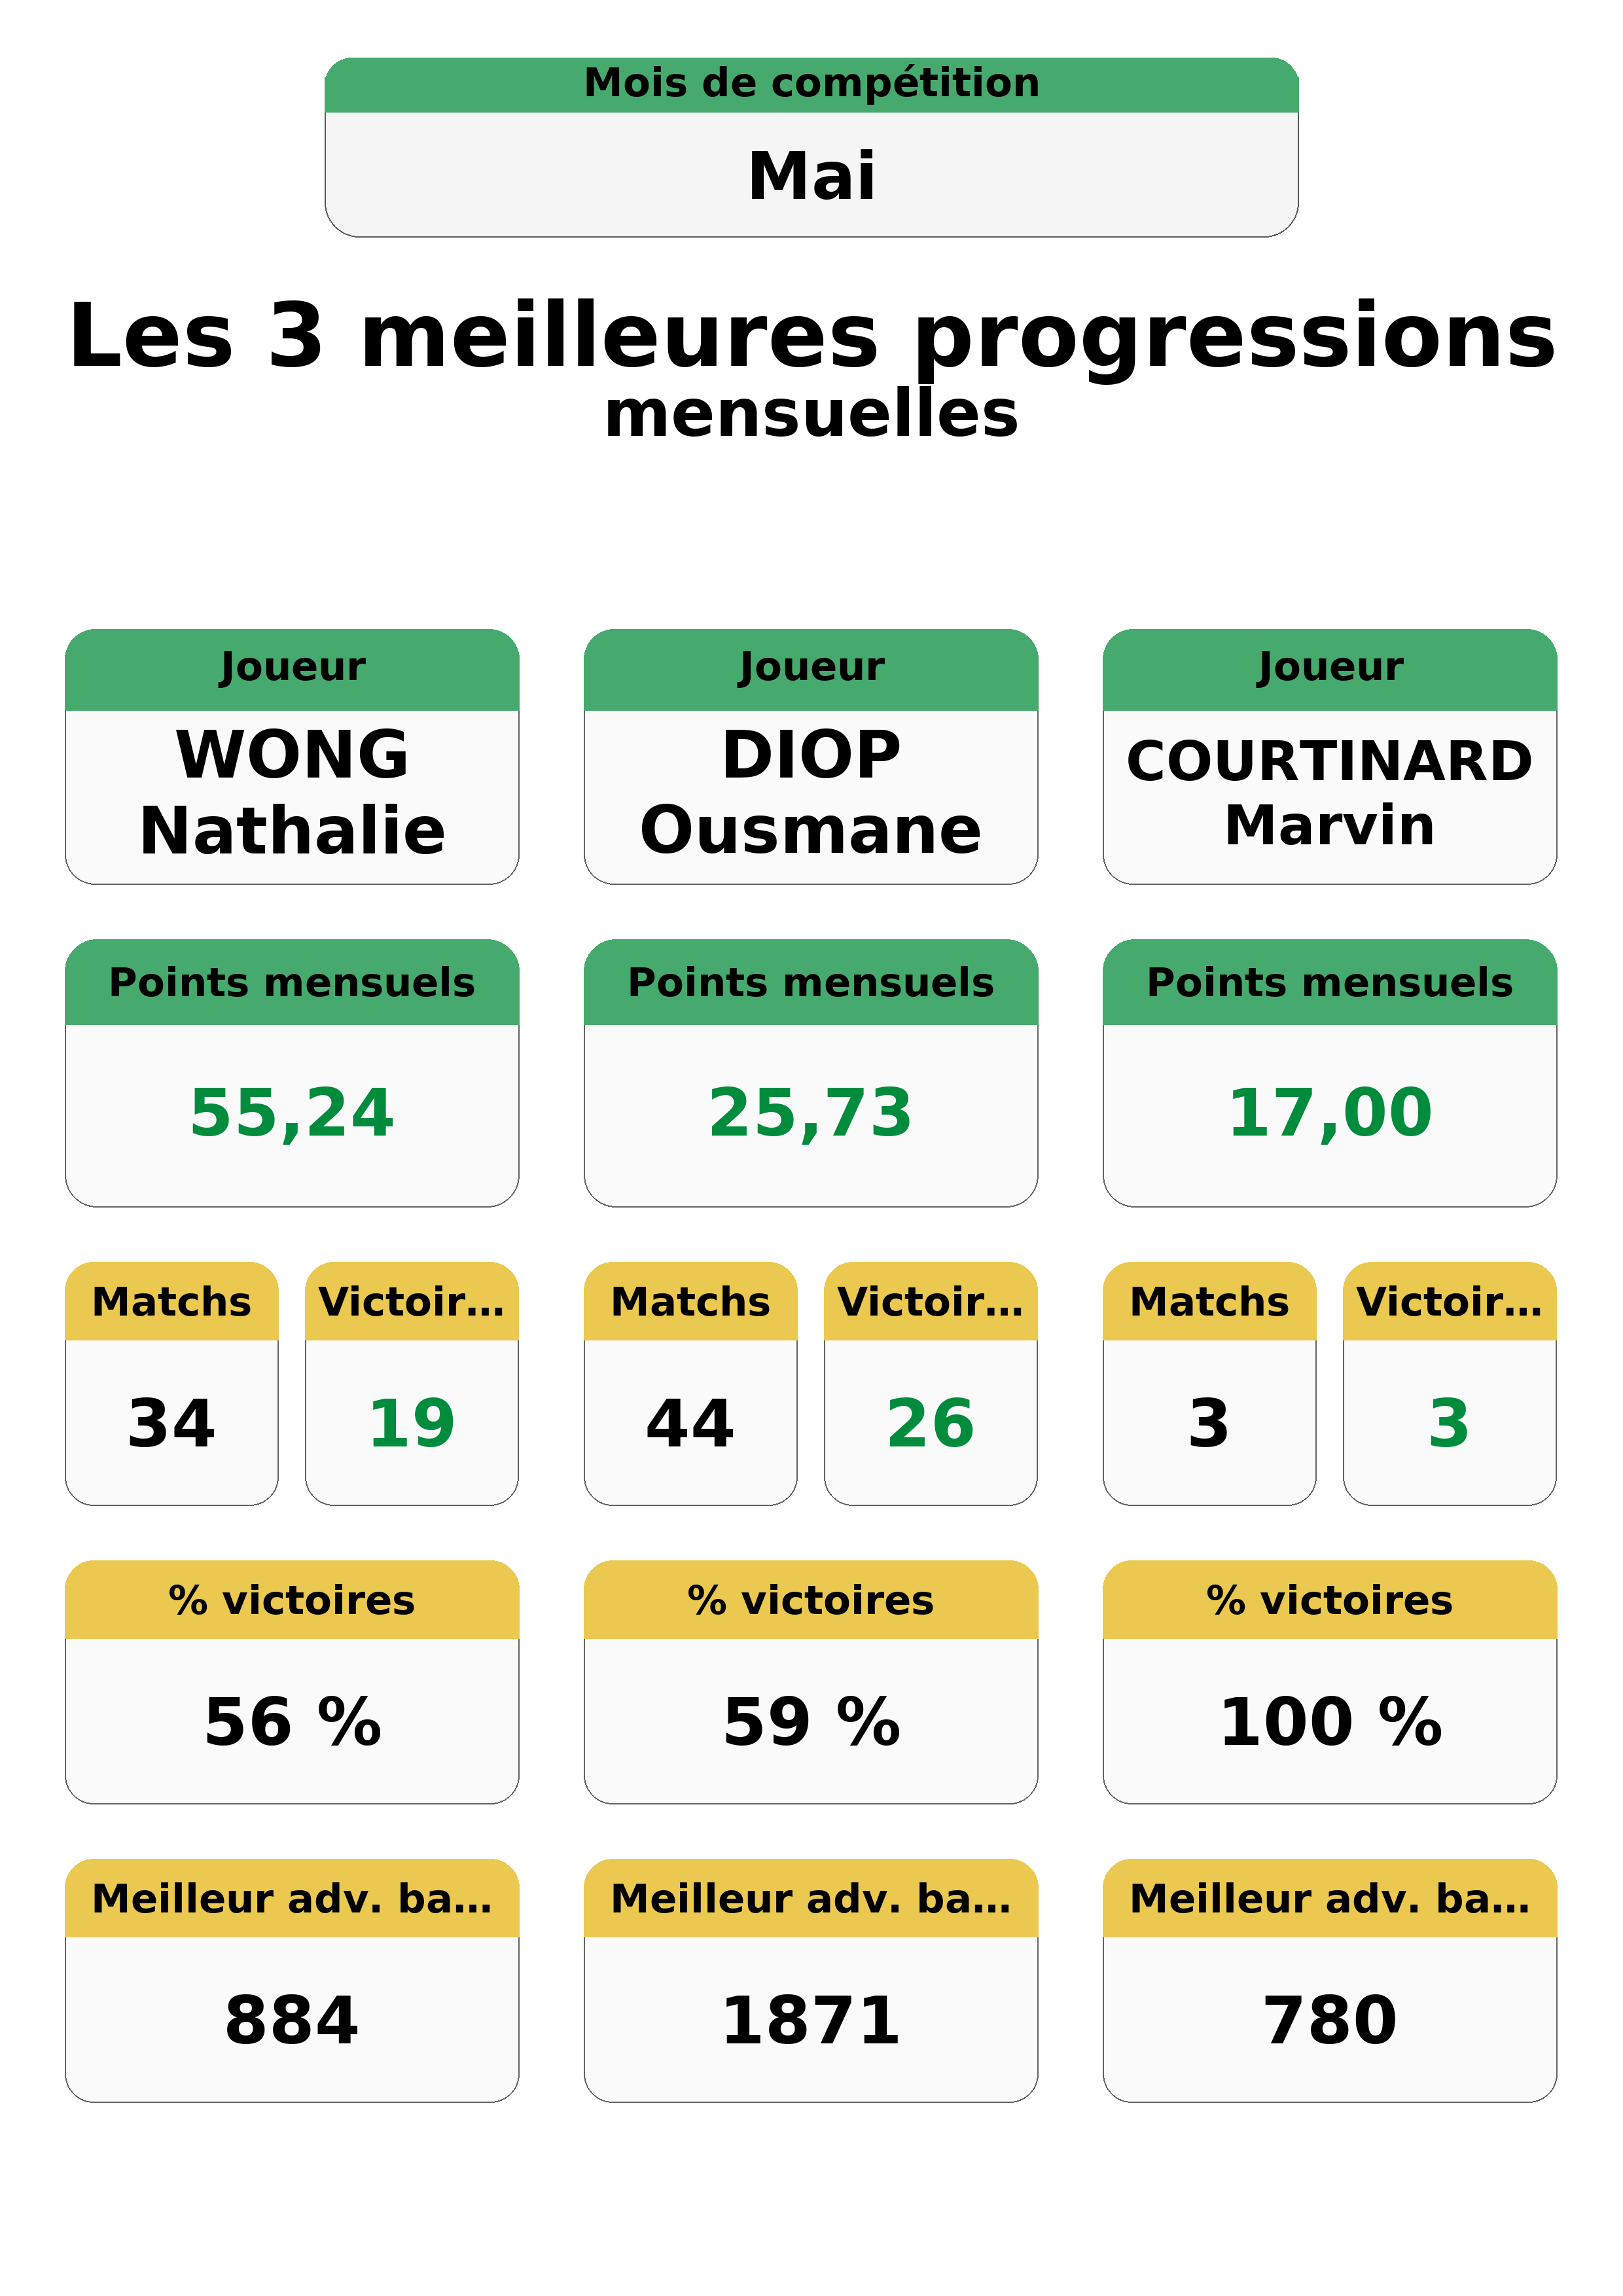 Mois de compétition
Mai
Les 3 meilleures progressions
mensuelles
Joueur
WONG
Nathalie
Joueur
DIOP
Ousmane
Joueur
COURTINARD
Marvin
Points mensuels
55,24
Points mensuels
25,73
Points mensuels
17,00
Matchs
34
Victoir...
19
Matchs
44
Victoir...
26
Matchs
3
Victoir...
3
% victoires
56 %
% victoires
59 %
% victoires
100 %
Meilleur adv. ba...
884
Meilleur adv. ba...
1871
Meilleur adv. ba...
780